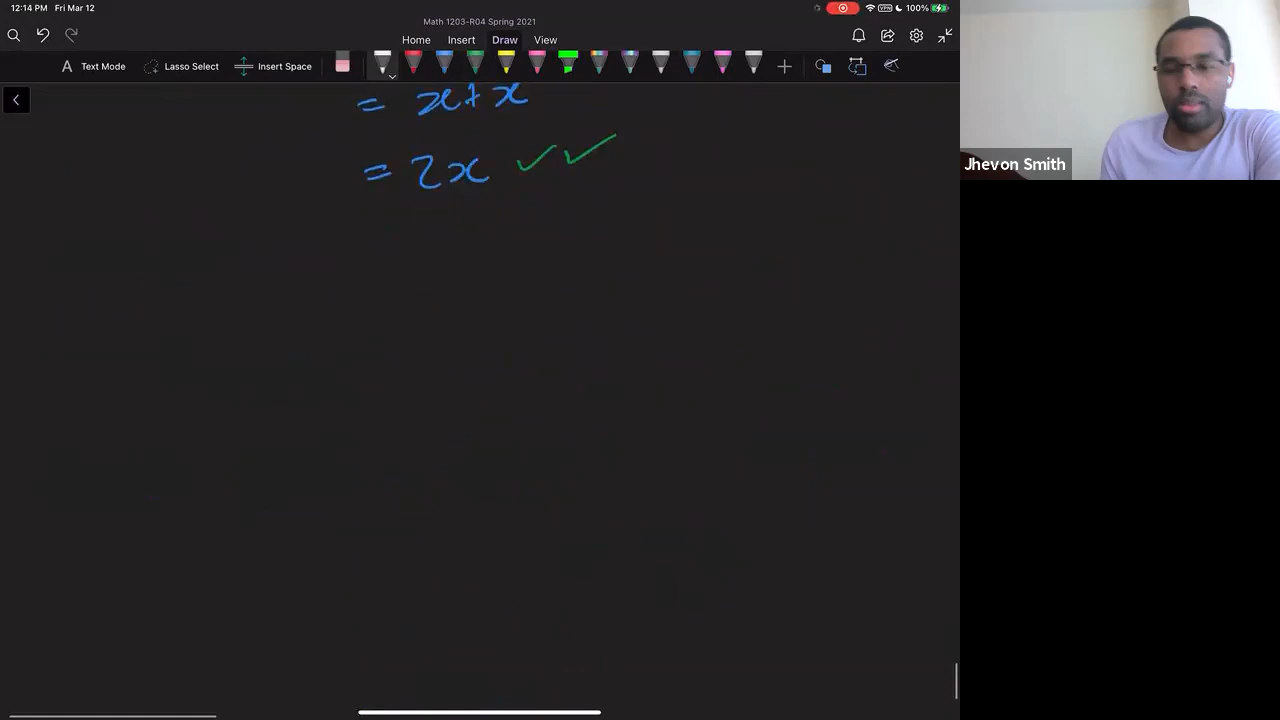 12:14 PM Fri Mar 12
VPN 100%
Math 1203-R04 Spring 2021
Home Insert Draw View
A Text Mode Lasso Select Insert Space
= x + x
= 2x ✓✓
Jhevon Smith